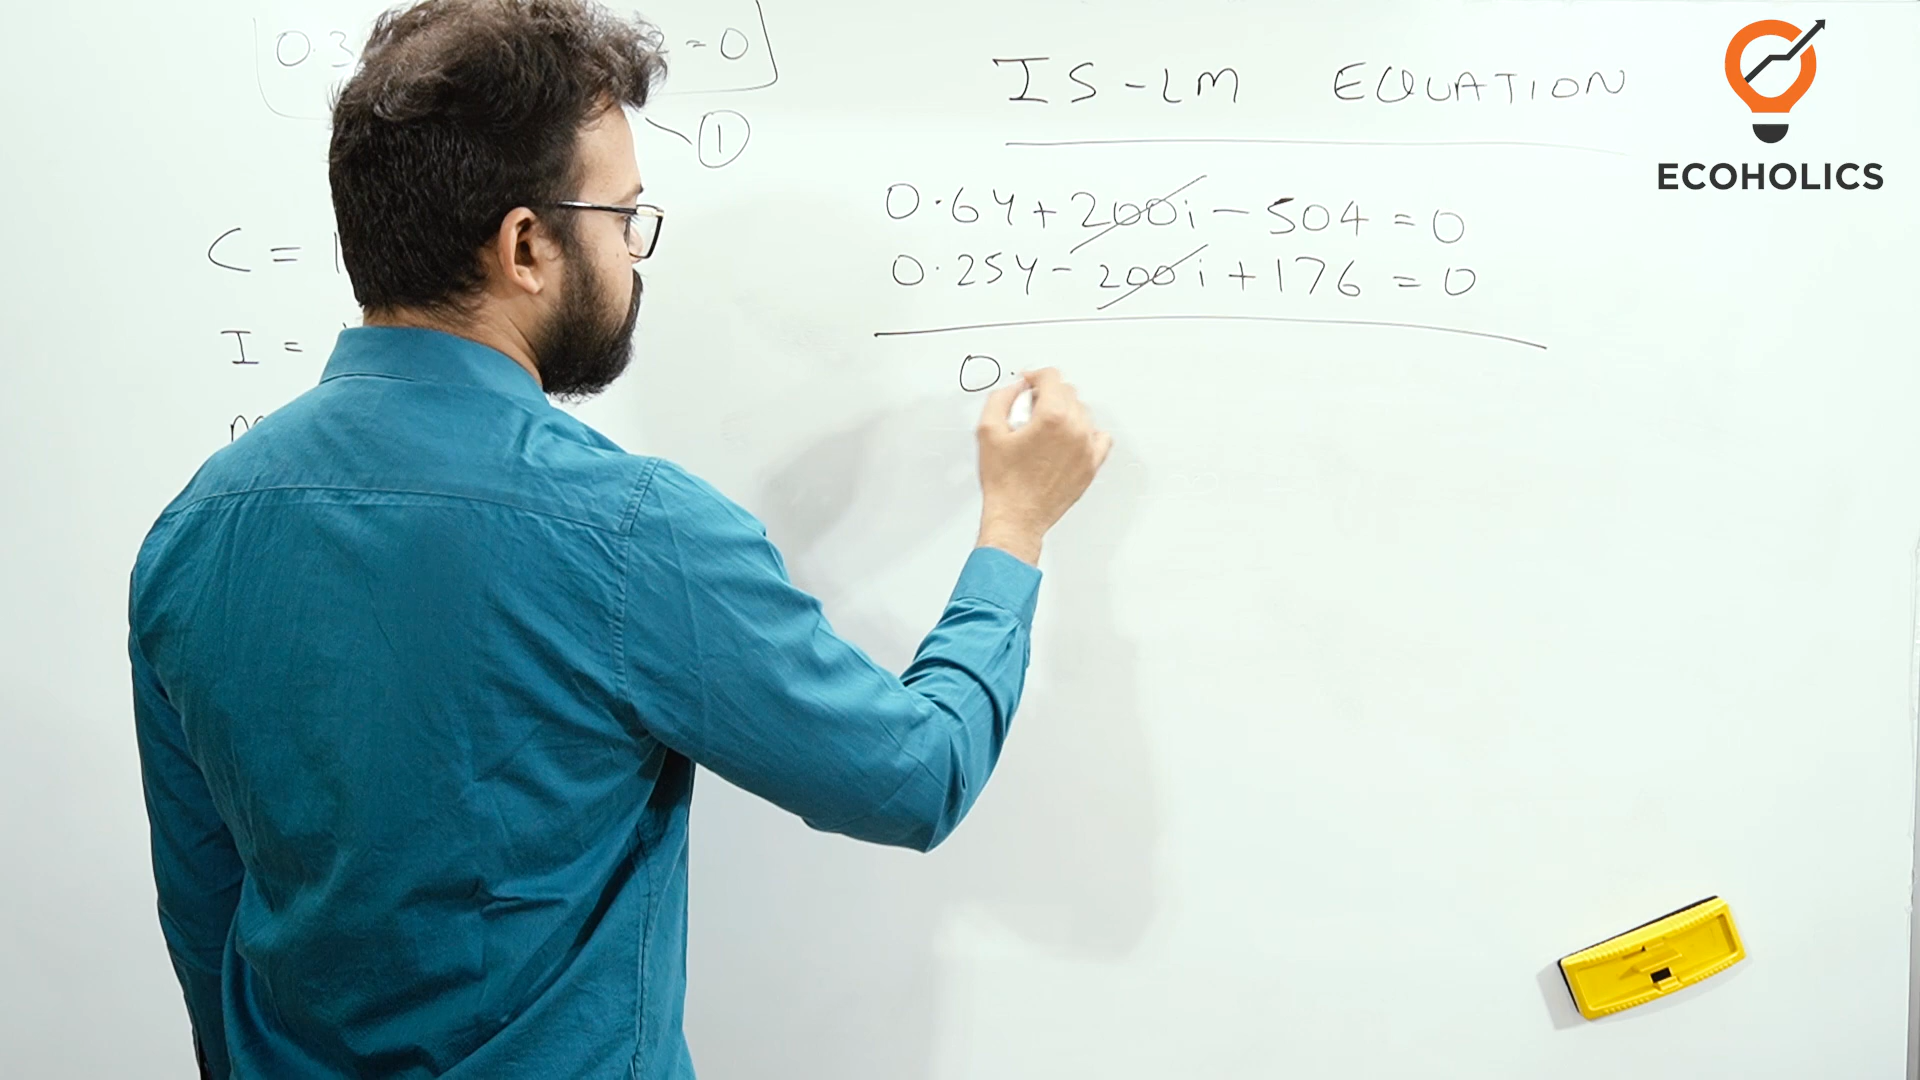 0.3
2 = 0
①
IS-LM EQUATION
ECOHOLICS
0.6Y + 200i - 504 = 0
C =
0.25Y - 200i + 176 = 0
I =
0.